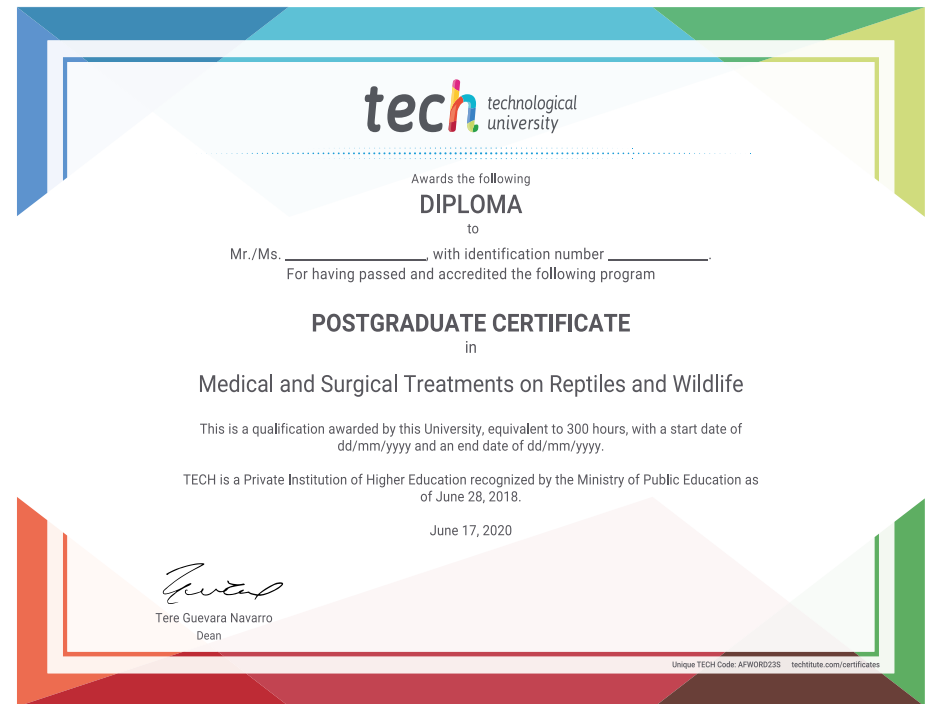 tech technological
university
Awards the following
DIPLOMA
to
Mr./Ms. ________________, with identification number ____________.
For having passed and accredited the following program
POSTGRADUATE CERTIFICATE
in
Medical and Surgical Treatments on Reptiles and Wildlife
This is a qualification awarded by this University, equivalent to 300 hours, with a start date of
dd/mm/yyyy and an end date of dd/mm/yyyy.
TECH is a Private Institution of Higher Education recognized by the Ministry of Public Education as
of June 28, 2018.
June 17, 2020
Tere Guevara Navarro
Dean
Unique TECH Code: AFWORD23S techtitute.com/certificates